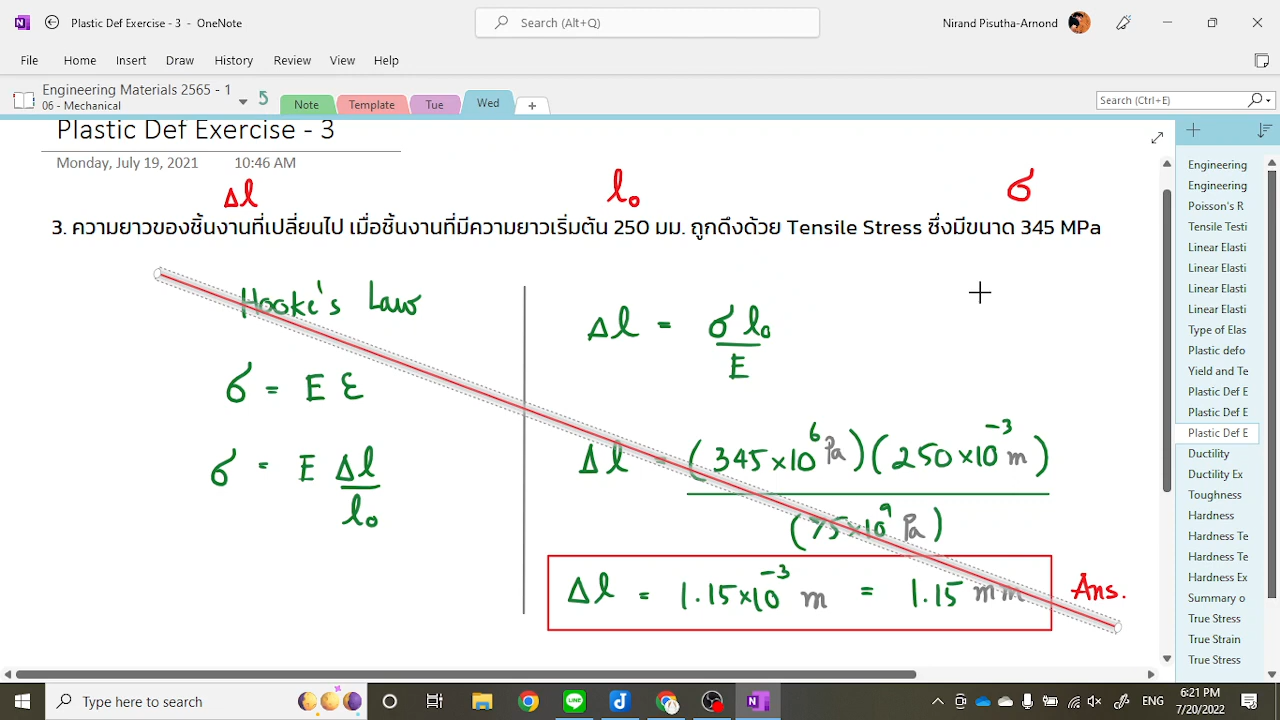 Plastic Def Exercise - 3 - OneNote
Search (Alt+Q)
Nirand Pisutha-Arnond
File Home Insert Draw History Review View Help
Engineering Materials 2565 - 1
06 - Mechanical
Note Template Tue Wed +
Search (Ctrl+E)
Plastic Def Exercise - 3
Monday, July 19, 2021 10:46 AM
Δl l₀ σ
3. ความยาวของชิ้นงานที่เปลี่ยนไป เมื่อชิ้นงานที่มีความยาวเริ่มต้น 250 มม. ถูกดึงด้วย Tensile Stress ซึ่งมีขนาด 345 MPa
Hooke's Law
σ = E ε
σ = E Δl
l₀
Δl = σ l₀
E
Δl = (345×10⁶ Pa)(250×10⁻³ m)
(75×10⁹ Pa)
Δl = 1.15×10⁻³ m = 1.15 mm Ans.
Engineering
Engineering
Poisson's R
Tensile Testi
Linear Elasti
Linear Elasti
Linear Elasti
Linear Elasti
Type of Elas
Plastic defo
Yield and Te
Plastic Def E
Plastic Def E
Plastic Def E
Ductility
Ductility Ex
Toughness
Hardness
Hardness Te
Hardness Te
Hardness Ex
Summary o
True Stress
True Strain
True Stress
Type here to search
ENG
6:21 PM
7/20/2022